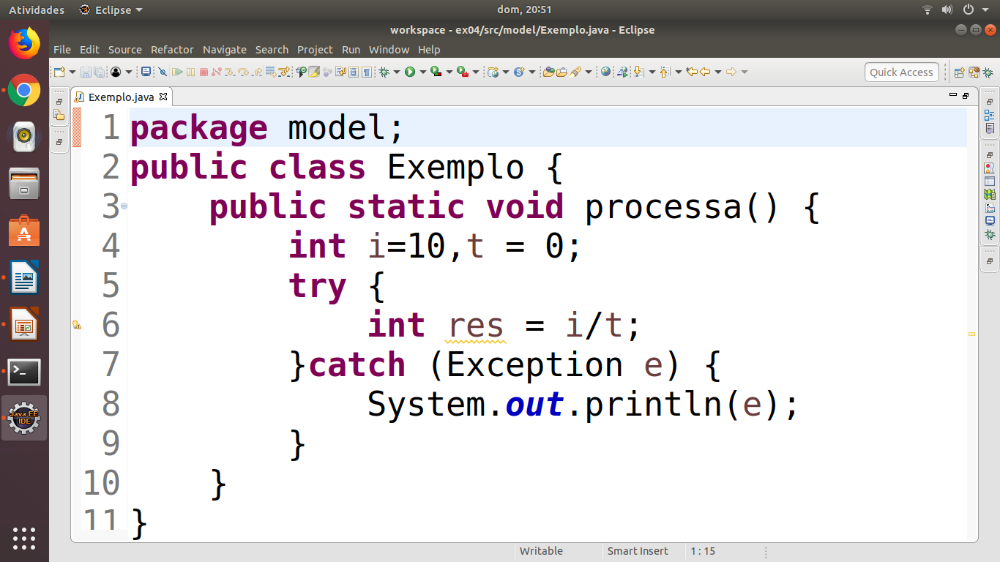 Atividades Eclipse dom, 20:51
workspace - ex04/src/model/Exemplo.java - Eclipse
File Edit Source Refactor Navigate Search Project Run Window Help
Quick Access
Exemplo.java
1 package model;
2 public class Exemplo {
3 public static void processa() {
4 int i=10,t = 0;
5 try {
6 int res = i/t;
7 }catch (Exception e) {
8 System.out.println(e);
9 }
10 }
11 }
Java EE
IDE
Writable Smart Insert 1 : 15